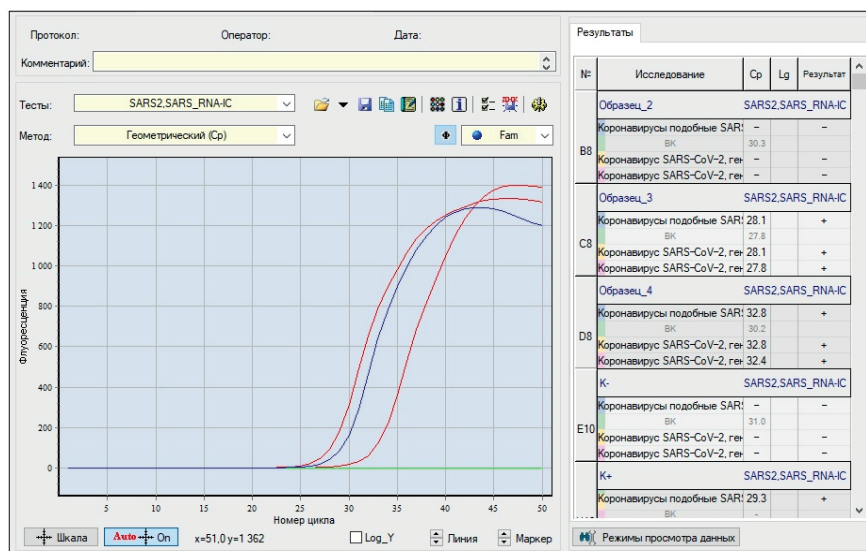 Протокол: Оператор: Дата:
Комментарий:
Тесты: SARS2,SARS_RNA-IC
Метод: Геометрический (Cp) Fam
1 400
1 200
1 000
800
600
400
200
0
Флуоресценция
5 10 15 20 25 30 35 40 45 50
Номер цикла
Шкала Auto On x=51,0 y=1 362 Log_Y Линия Маркер
Результаты
№ Исследование Cp Lg Результат
Образец_2 SARS2,SARS_RNA-IC
B8
Коронавирусы подобные SARS – –
ВК 30.3
Коронавирус SARS-CoV-2, ген – –
Коронавирус SARS-CoV-2, ген – –
Образец_3 SARS2,SARS_RNA-IC
C8
Коронавирусы подобные SARS 28.1 +
ВК 27.8
Коронавирус SARS-CoV-2, ген 28.1 +
Коронавирус SARS-CoV-2, ген 27.8 +
Образец_4 SARS2,SARS_RNA-IC
D8
Коронавирусы подобные SARS 32.8 +
ВК 30.2
Коронавирус SARS-CoV-2, ген 32.8 +
Коронавирус SARS-CoV-2, ген 32.4 +
К- SARS2,SARS_RNA-IC
E10
Коронавирусы подобные SARS – –
ВК 31.0
Коронавирус SARS-CoV-2, ген – –
Коронавирус SARS-CoV-2, ген – –
К+ SARS2,SARS_RNA-IC
Коронавирусы подобные SARS 29.3 +
ВК -
Режимы просмотра данных